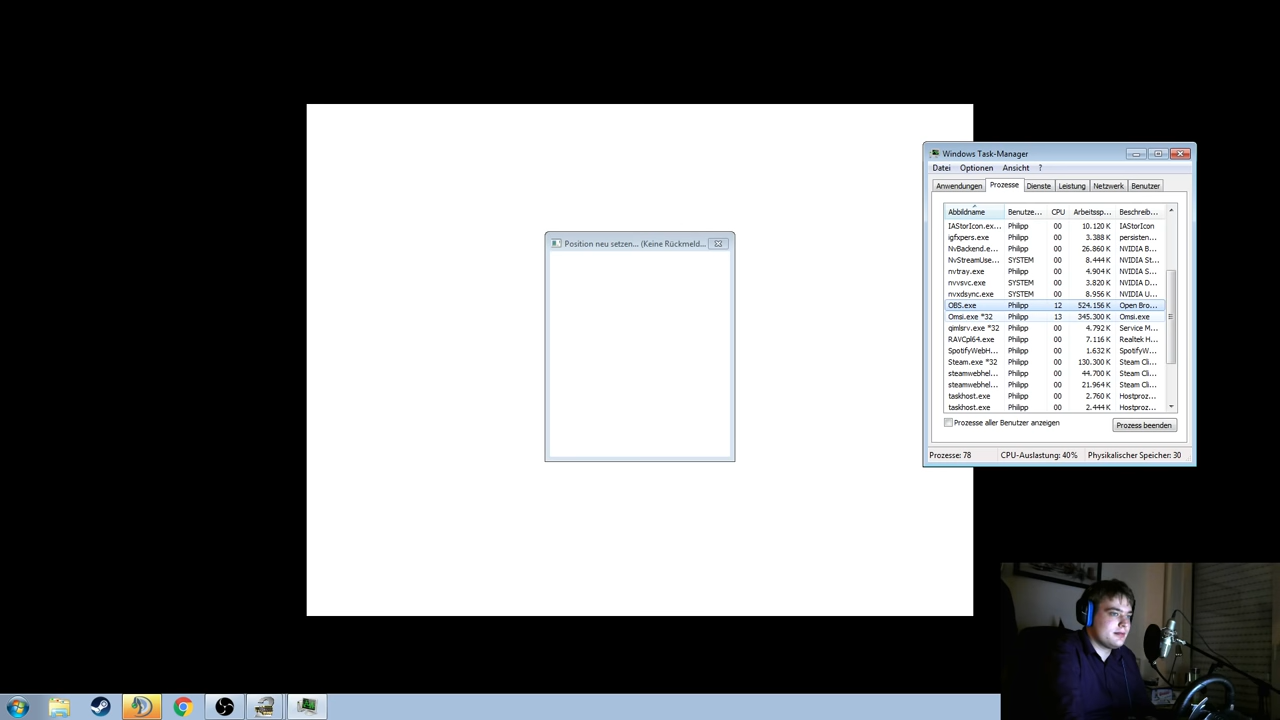 Windows Task-Manager
Datei Optionen Ansicht ?
Anwendungen Prozesse Dienste Leistung Netzwerk Benutzer
Abbildname Benutze... CPU Arbeitssp... Beschreib...
IAStorIcon.ex... Philipp 00 10.120 K IAStorIcon
igfxpers.exe Philipp 00 3.388 K persisten...
NvBackend.e... Philipp 00 26.860 K NVIDIA B...
NvStreamUse... SYSTEM 00 8.444 K NVIDIA St...
nvtray.exe Philipp 00 4.904 K NVIDIA S...
nvvsvc.exe SYSTEM 00 3.820 K NVIDIA D...
nvxdsync.exe SYSTEM 00 8.956 K NVIDIA U...
OBS.exe Philipp 12 524.156 K Open Bro...
Omsi.exe *32 Philipp 13 345.300 K Omsi.exe
qimlsrv.exe *32 Philipp 00 4.792 K Service M...
RAVCpl64.exe Philipp 00 7.116 K Realtek H...
SpotifyWebH... Philipp 00 1.632 K SpotifyW...
Steam.exe *32 Philipp 00 130.300 K Steam Cli...
steamwebhel... Philipp 00 44.700 K Steam Cli...
steamwebhel... Philipp 00 21.964 K Steam Cli...
taskhost.exe Philipp 00 2.760 K Hostproz...
taskhost.exe Philipp 00 2.444 K Hostproz...
Prozesse aller Benutzer anzeigen
Prozess beenden
Prozesse: 78 CPU-Auslastung: 40% Physikalischer Speicher: 30
Position neu setzen... (Keine Rückmeld...